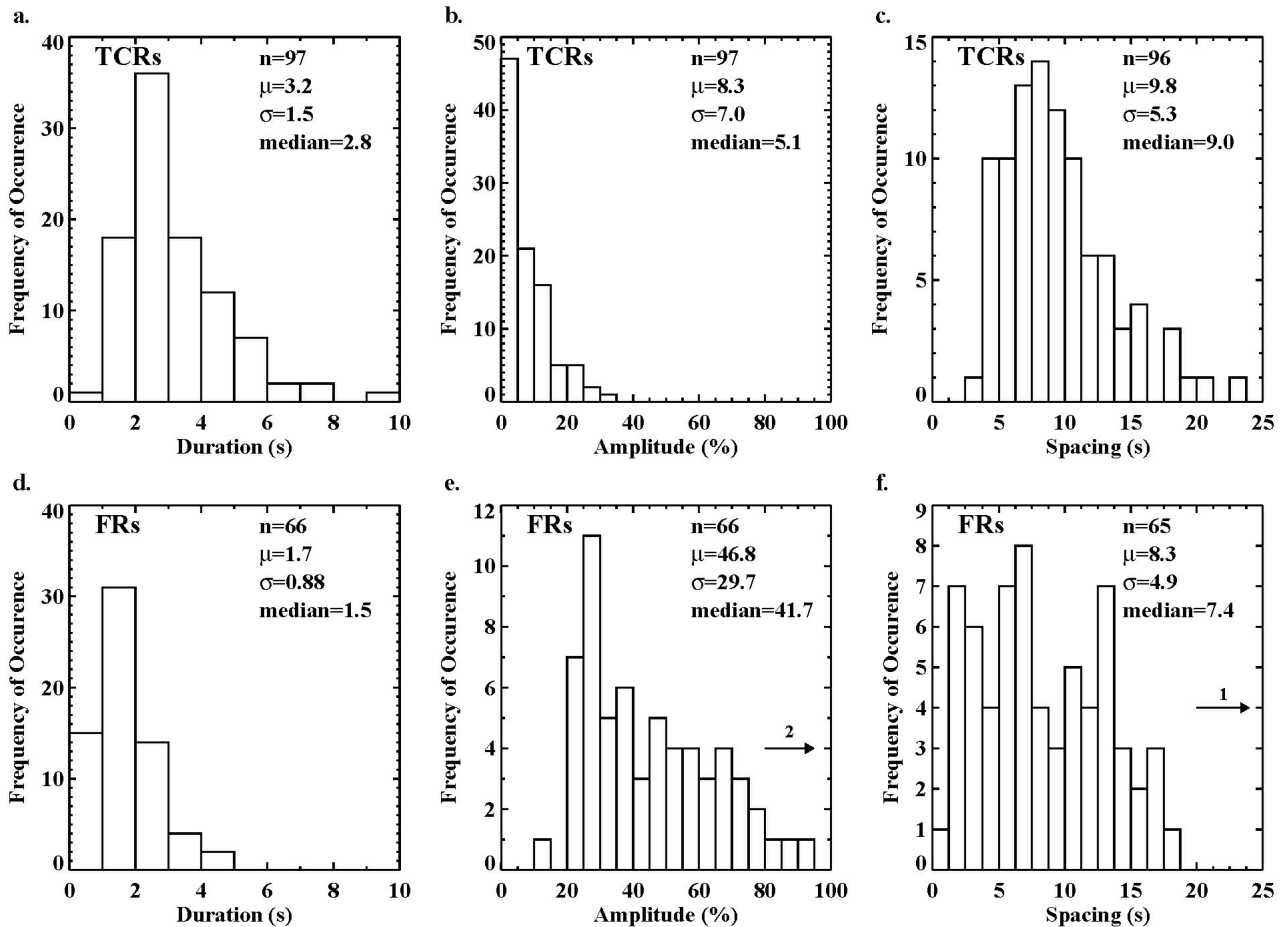 a.
TCRs
n=97
μ=3.2
σ=1.5
median=2.8
Frequency of Occurence
40
30
20
10
0
0 2 4 6 8 10
Duration (s)
b.
TCRs
n=97
μ=8.3
σ=7.0
median=5.1
Frequency of Occurence
50
40
30
20
10
0
0 20 40 60 80 100
Amplitude (%)
c.
TCRs
n=96
μ=9.8
σ=5.3
median=9.0
Frequency of Occurence
15
10
5
0
0 5 10 15 20 25
Spacing (s)
d.
FRs
n=66
μ=1.7
σ=0.88
median=1.5
Frequency of Occurence
40
30
20
10
0
0 2 4 6 8 10
Duration (s)
e.
FRs
n=66
μ=46.8
σ=29.7
median=41.7
2
Frequency of Occurence
12
10
8
6
4
2
0
0 20 40 60 80 100
Amplitude (%)
f.
FRs
n=65
μ=8.3
σ=4.9
median=7.4
1
Frequency of Occurence
9
8
7
6
5
4
3
2
1
0
0 5 10 15 20 25
Spacing (s)